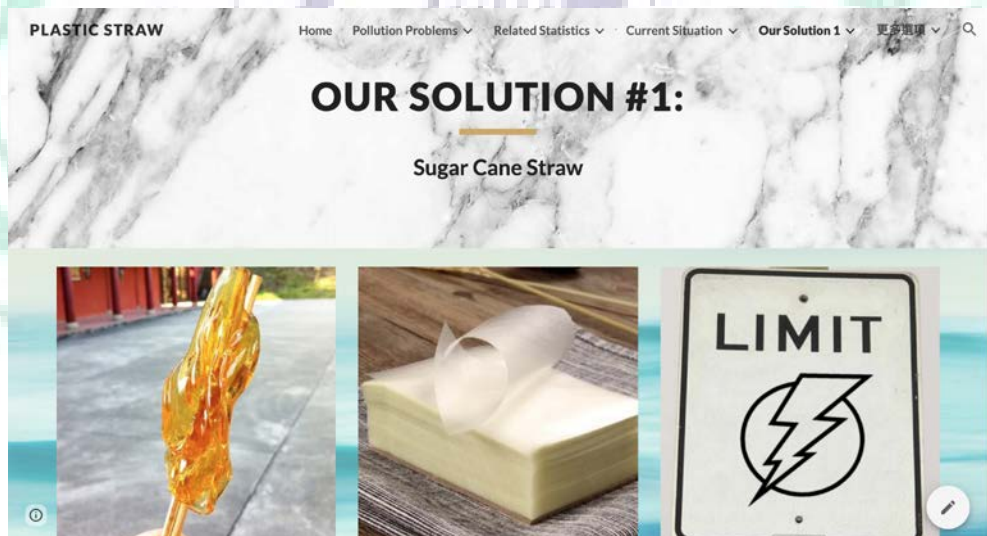 PLASTIC STRAW
Home Pollution Problems Related Statistics Current Situation Our Solution 1 更多選項
OUR SOLUTION #1:
Sugar Cane Straw
LIMIT